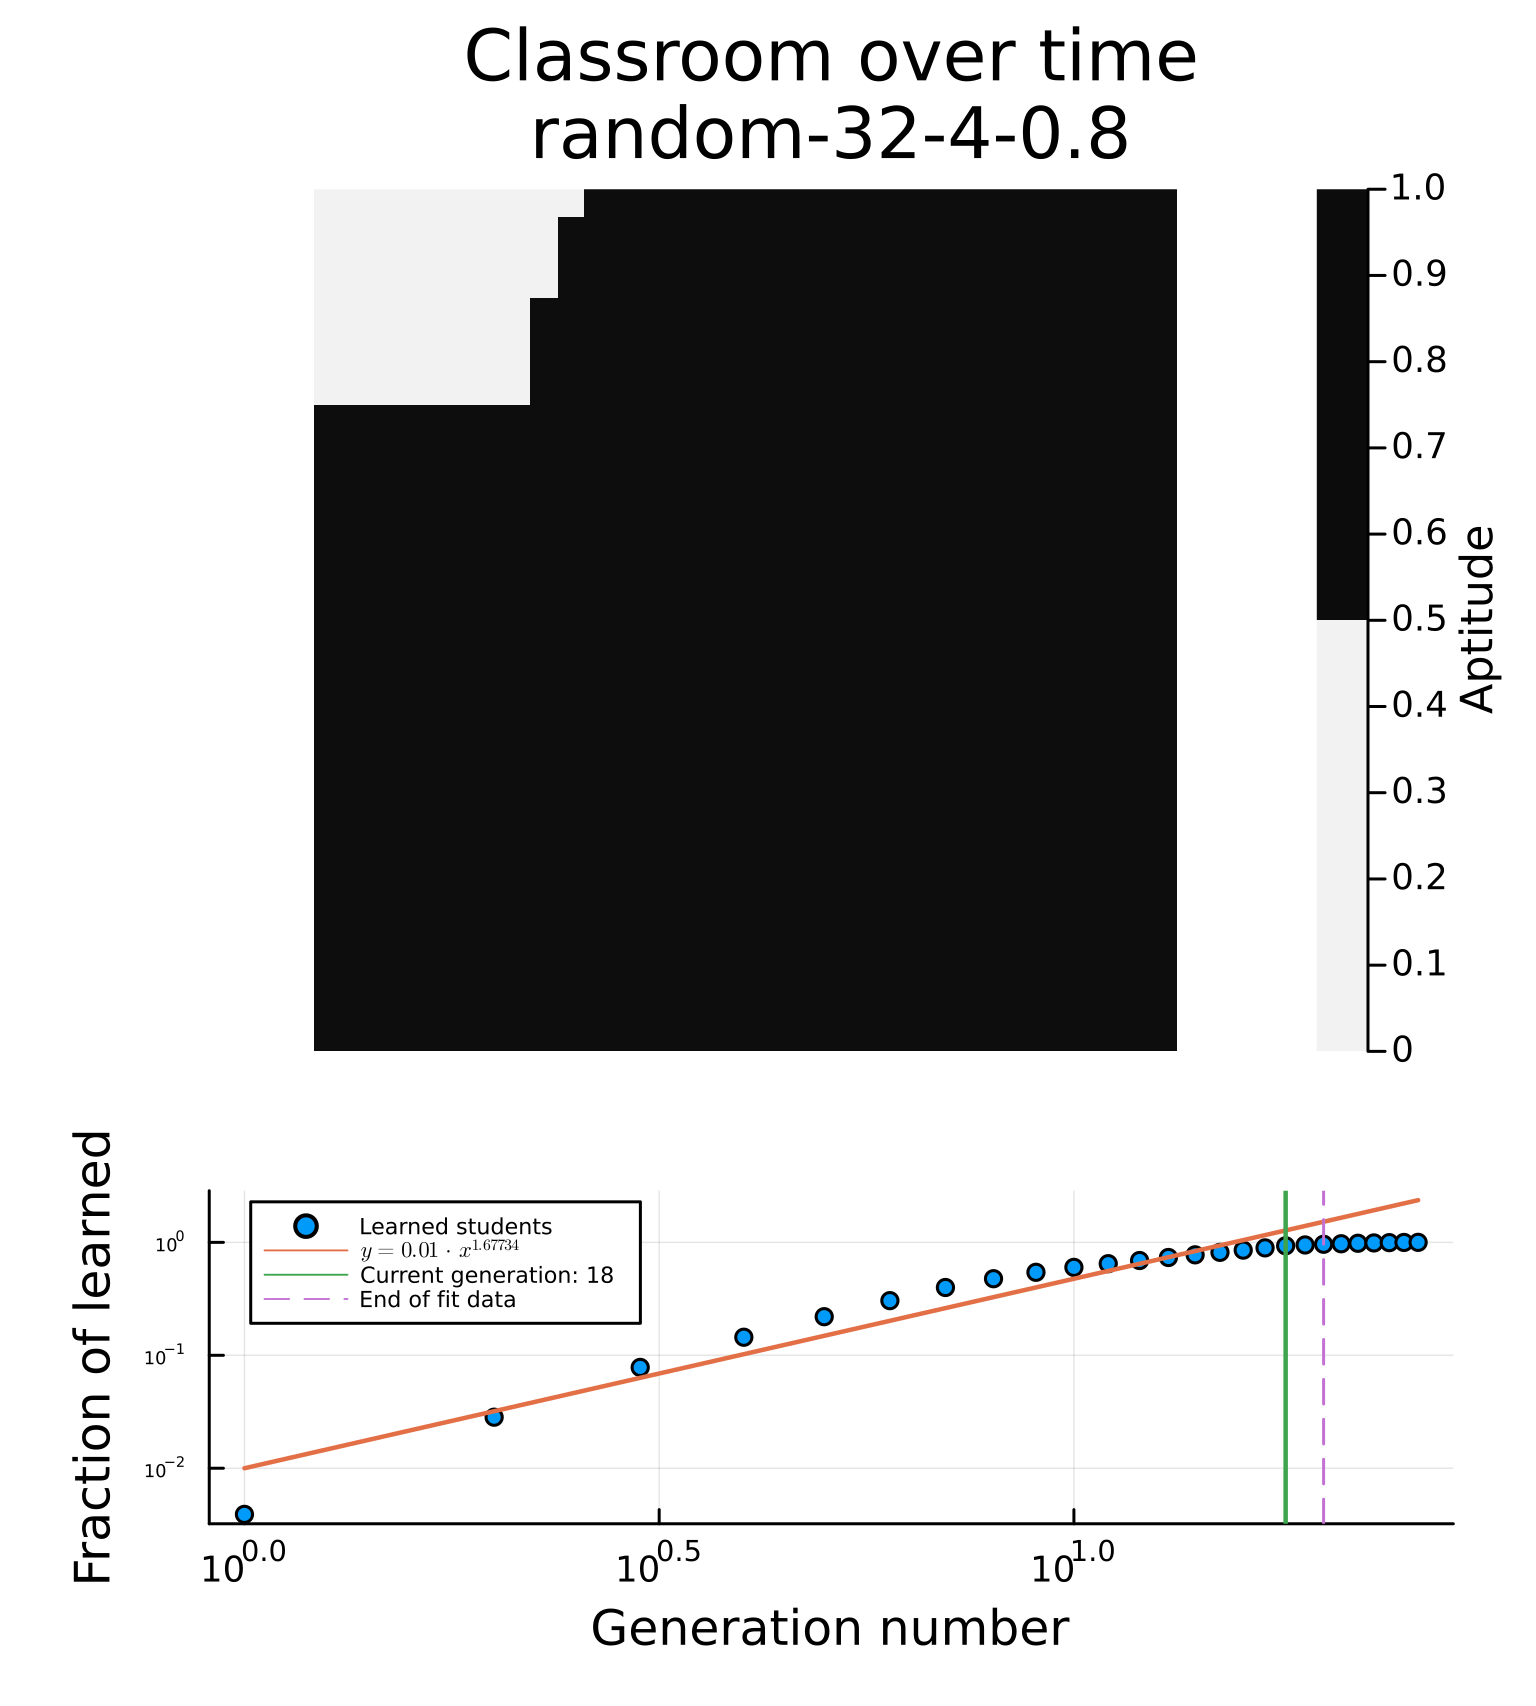 Classroom over time
random-32-4-0.8
1.0
0.9
0.8
0.7
0.6
0.5
0.4
0.3
0.2
0.1
0
Aptitude
Fraction of learned
10⁰
10⁻¹
10⁻²
Learned students
y = 0.01 · x^1.67734
Current generation: 18
End of fit data
10^0.0
10^0.5
10^1.0
Generation number